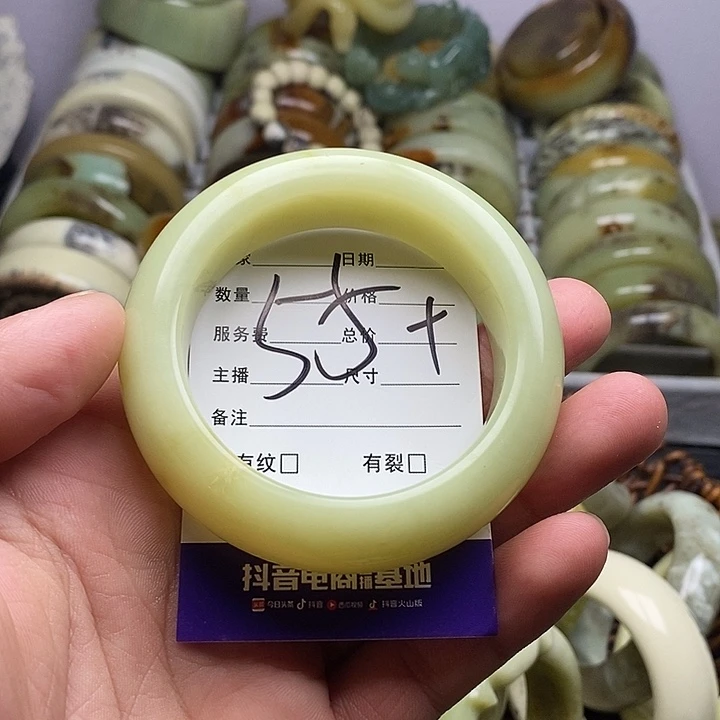 日期
数量 价格
55+
服务费 总价
主播 尺寸
备注
有纹□ 有裂□
抖音电商直播基地
今日头条 抖音 西瓜视频 抖音火山版